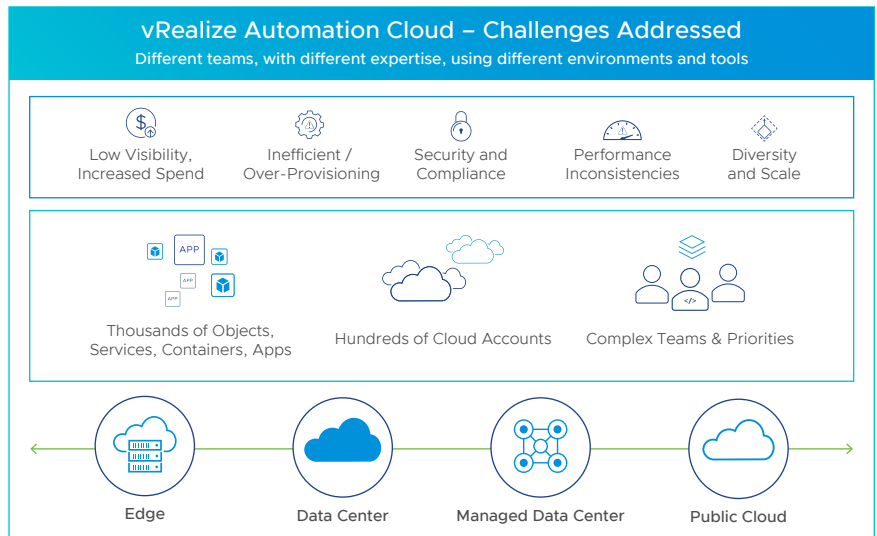 vRealize Automation Cloud – Challenges Addressed
Different teams, with different expertise, using different environments and tools
$
Low Visibility,
Increased Spend
Inefficient /
Over-Provisioning
Security and
Compliance
Performance
Inconsistencies
Diversity
and Scale
APP
APP
APP
Thousands of Objects,
Services, Containers, Apps
Hundreds of Cloud Accounts
</>
Complex Teams & Priorities
Edge
Data Center
Managed Data Center
Public Cloud